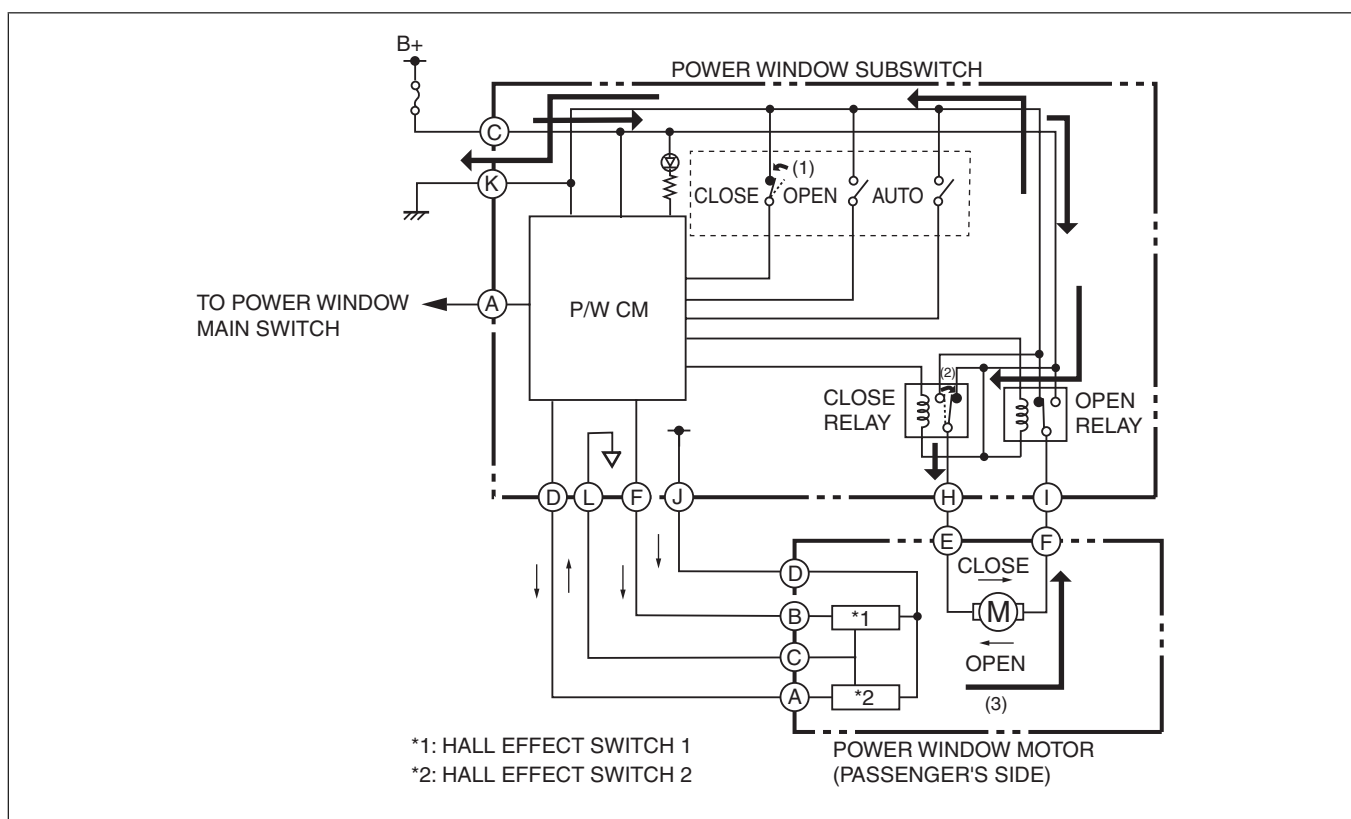 B+
POWER WINDOW SUBSWITCH
C
(1)
K
CLOSE OPEN AUTO
A
TO POWER WINDOW
MAIN SWITCH
P/W CM
(2)
CLOSE
RELAY
OPEN
RELAY
D L F J H I
E F
CLOSE
D
M
B *1
C
OPEN
A *2
(3)
*1: HALL EFFECT SWITCH 1
*2: HALL EFFECT SWITCH 2
POWER WINDOW MOTOR
(PASSENGER'S SIDE)